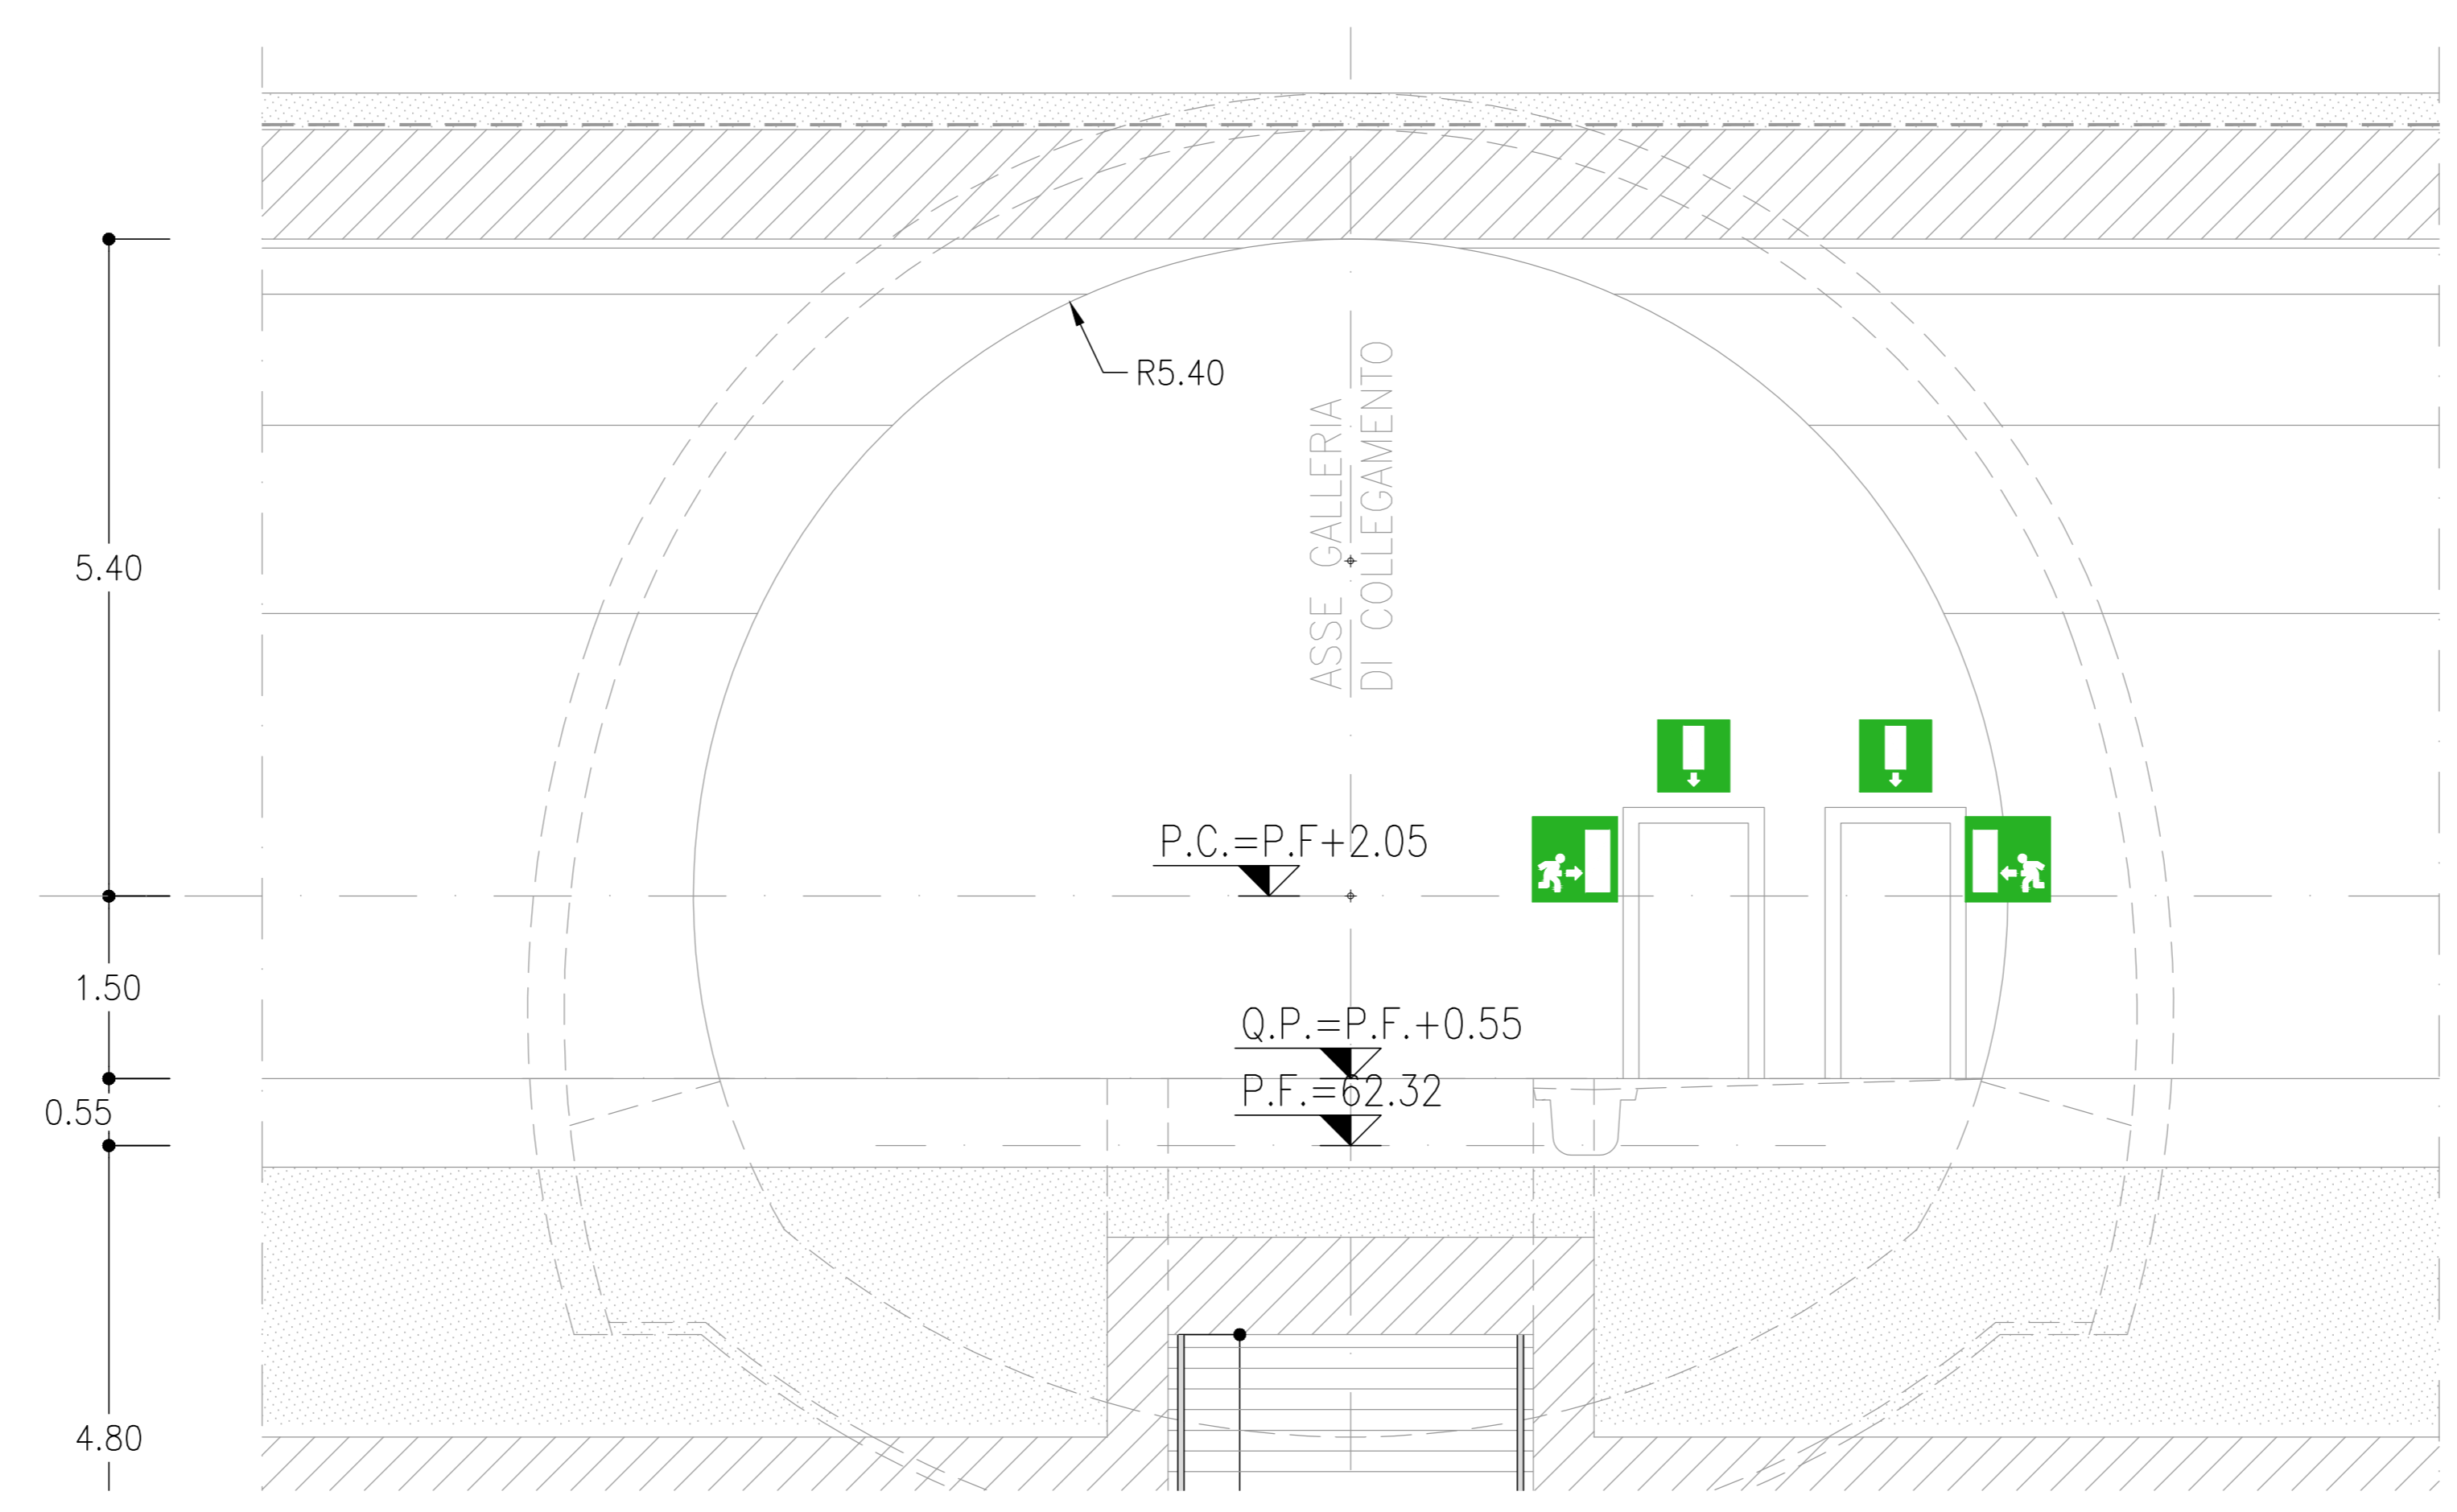 R5.40
ASSE GALLERIA
DI COLLEGAMENTO
5.40
P.C.=P.F+2.05
1.50
Q.P.=P.F.+0.55
P.F.=62.32
0.55
4.80